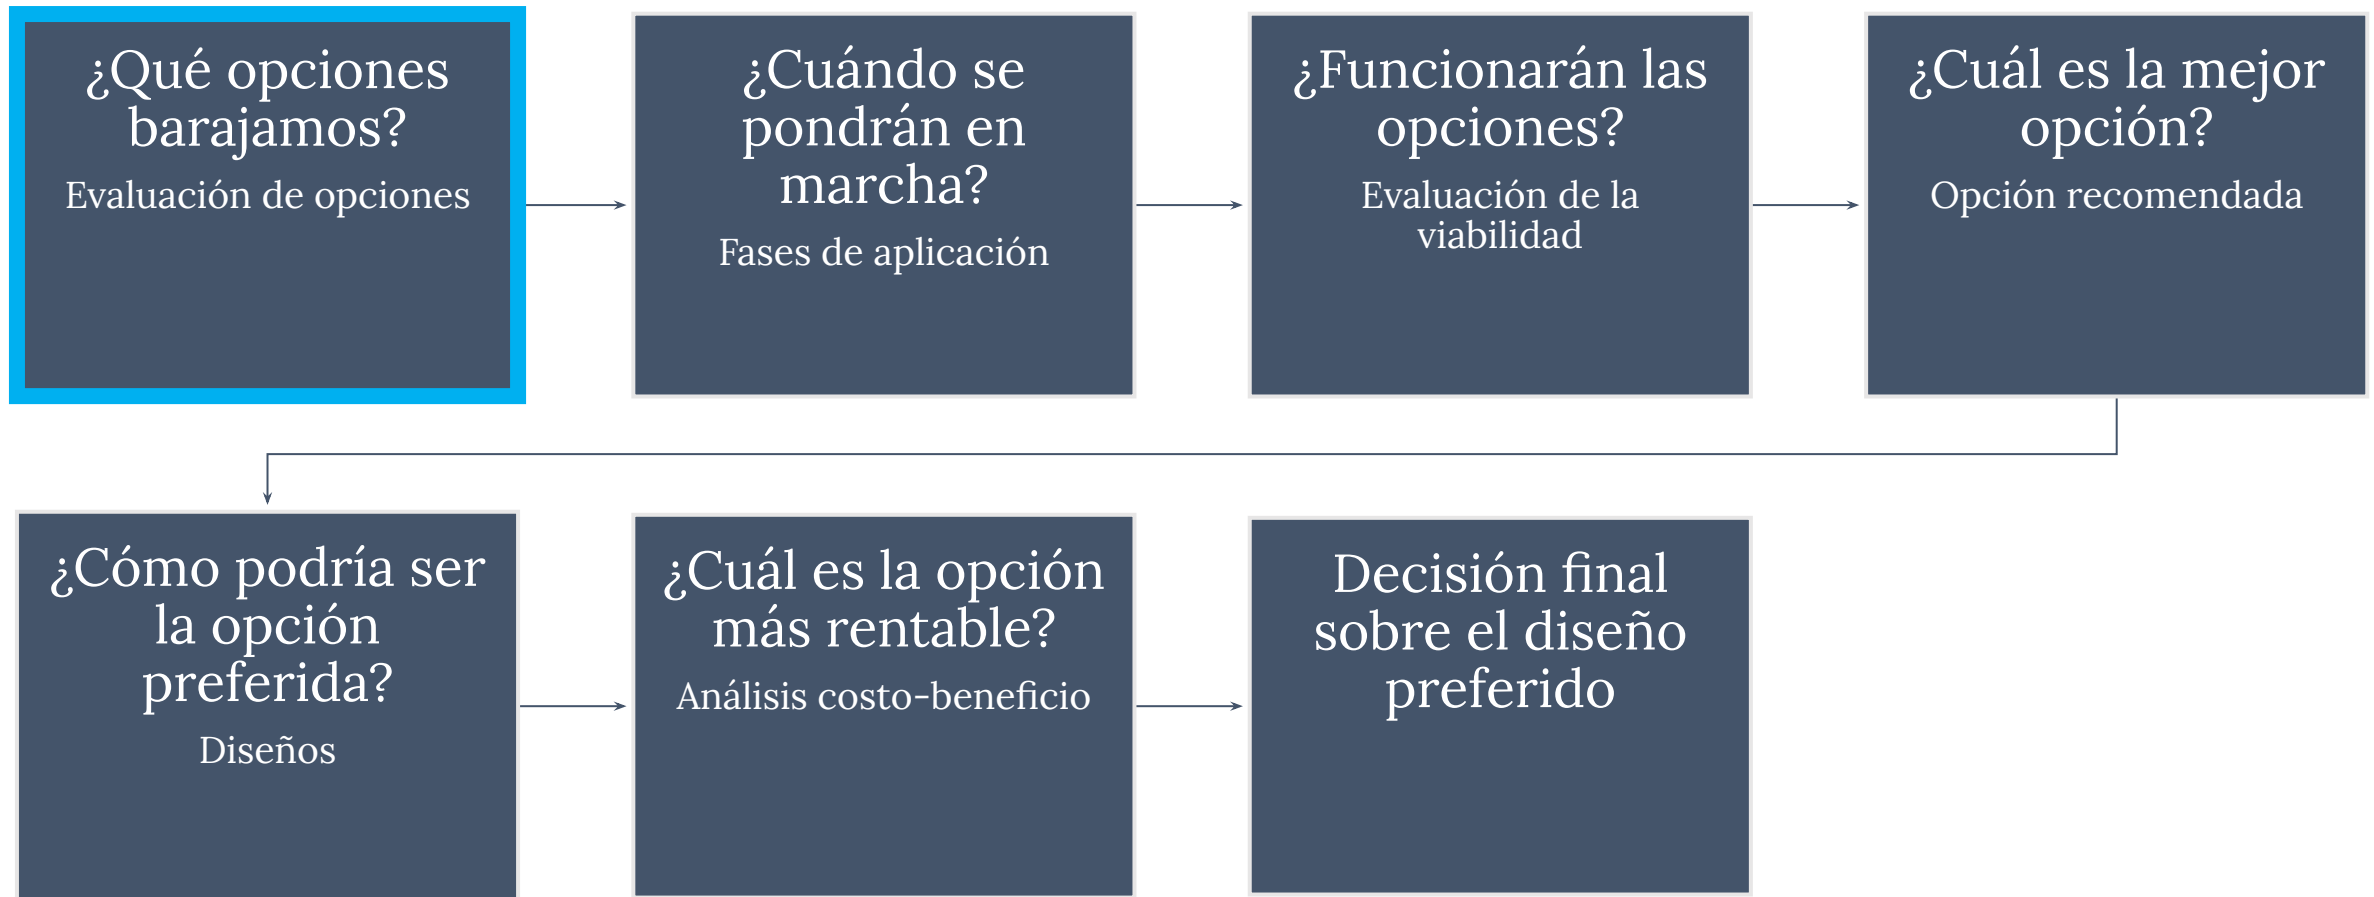 ¿Qué opciones
barajamos?
Evaluación de opciones
¿Cuándo se
pondrán en
marcha?
Fases de aplicación
¿Funcionarán las
opciones?
Evaluación de la
viabilidad
¿Cuál es la mejor
opción?
Opción recomendada
¿Cómo podría ser
la opción
preferida?
Diseños
¿Cuál es la opción
más rentable?
Análisis costo-beneficio
Decisión final
sobre el diseño
preferido